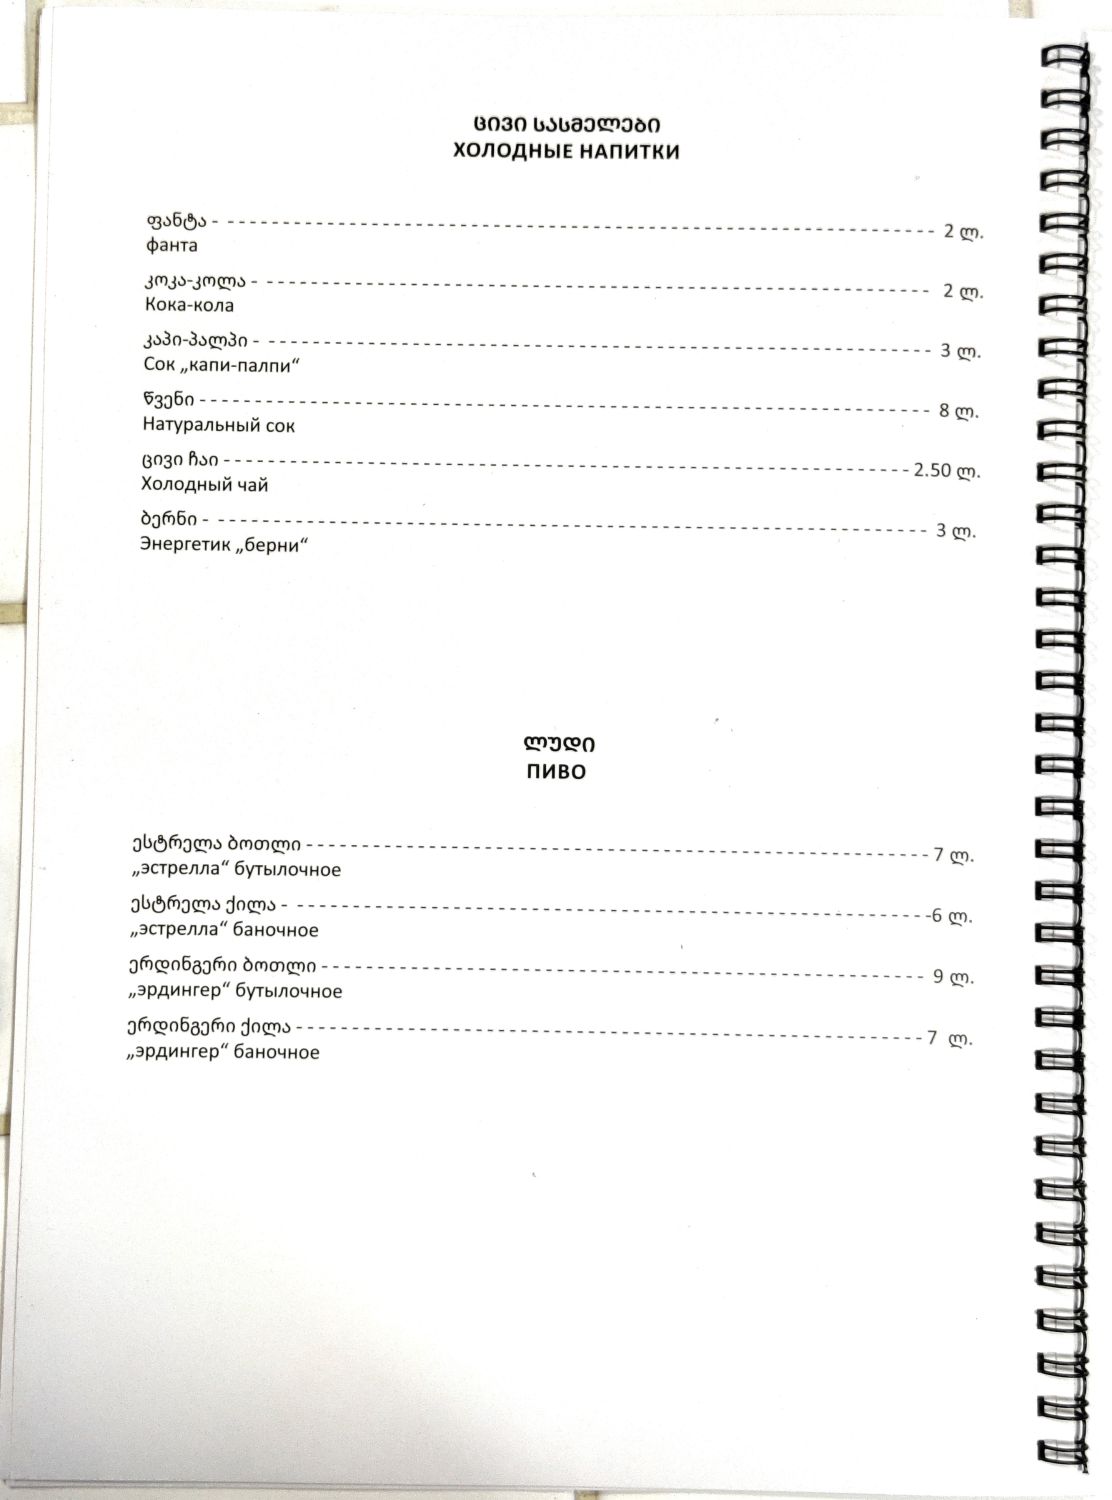 ᲪᲘᲕᲘ ᲡᲐᲡᲛᲔᲚᲔᲑᲘ
ХОЛОДНЫЕ НАПИТКИ
ფანტა - - - - - - - - - - - - - - - - - - - - - - - - - - - - - - - - - - - - - - - - 2 ლ.
фанта
კოკა-კოლა - - - - - - - - - - - - - - - - - - - - - - - - - - - - - - - - - - - - - - - - 2 ლ.
Кока-кола
კაპი-პალპი - - - - - - - - - - - - - - - - - - - - - - - - - - - - - - - - - - - - - - - - 3 ლ.
Сок „капи-палпи“
წვენი - - - - - - - - - - - - - - - - - - - - - - - - - - - - - - - - - - - - - - - - 8 ლ.
Натуральный сок
ცივი ჩაი - - - - - - - - - - - - - - - - - - - - - - - - - - - - - - - - - - - - - - - - 2.50 ლ.
Холодный чай
ბერნი - - - - - - - - - - - - - - - - - - - - - - - - - - - - - - - - - - - - - - - - 3 ლ.
Энергетик „берни“
ᲚᲣᲓᲘ
ПИВО
ესტრელა ბოთლი - - - - - - - - - - - - - - - - - - - - - - - - - - - - - - - - - - - - - - - - 7 ლ.
„эстрелла“ бутылочное
ესტრელა ქილა - - - - - - - - - - - - - - - - - - - - - - - - - - - - - - - - - - - - - - - -6 ლ.
„эстрелла“ баночное
ერდინგერი ბოთლი - - - - - - - - - - - - - - - - - - - - - - - - - - - - - - - - - - - - - - - - 9 ლ.
„эрдингер“ бутылочное
ერდინგერი ქილა - - - - - - - - - - - - - - - - - - - - - - - - - - - - - - - - - - - - - - - - 7 ლ.
„эрдингер“ баночное